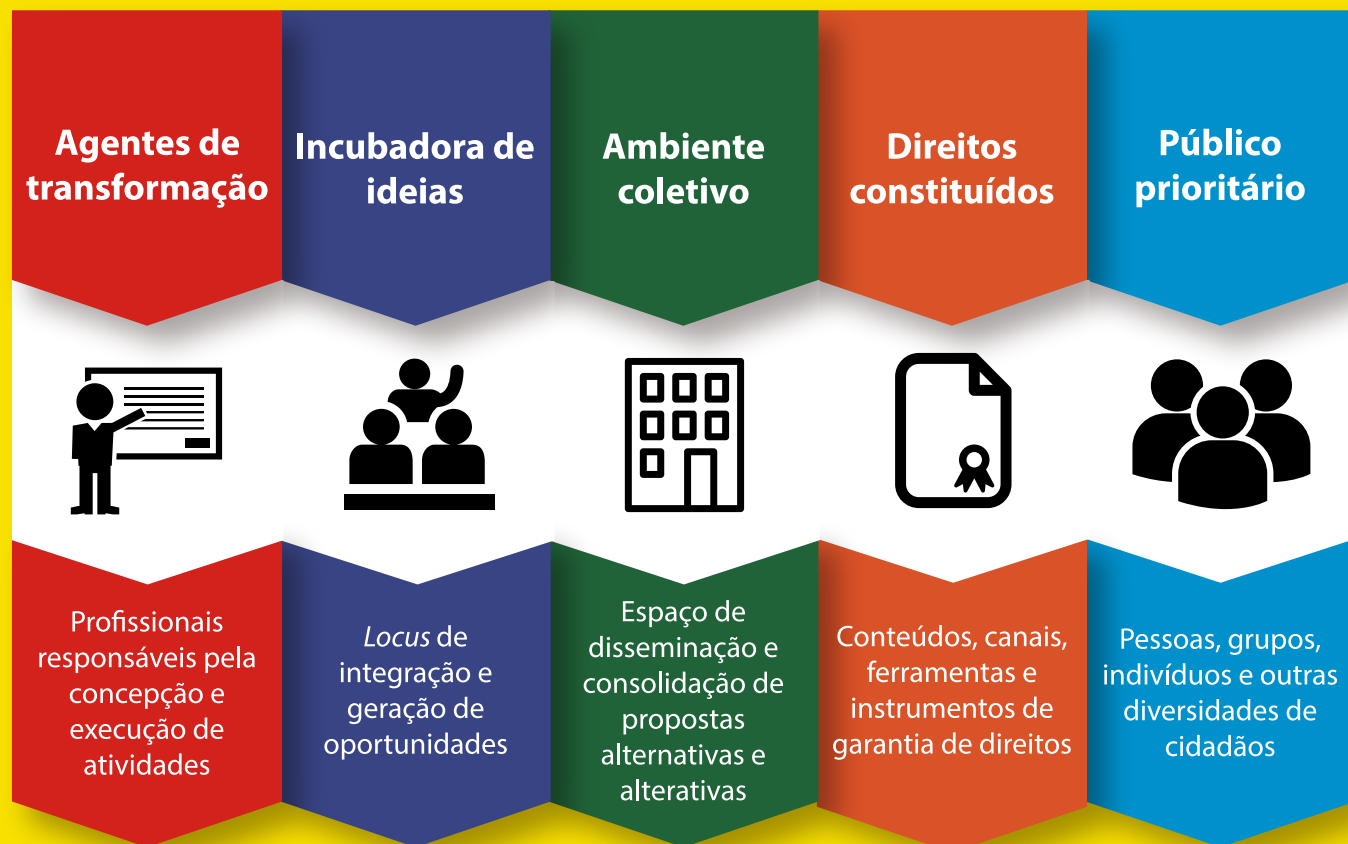 Agentes de
transformação
Incubadora de
ideias
Ambiente
coletivo
Direitos
constituídos
Público
prioritário
Profissionais
responsáveis pela
concepção e
execução de
atividades
Locus de
integração e
geração de
oportunidades
Espaço de
disseminação e
consolidação de
propostas
alternativas e
alterativas
Conteúdos, canais,
ferramentas e
instrumentos de
garantia de direitos
Pessoas, grupos,
indivíduos e outras
diversidades de
cidadãos